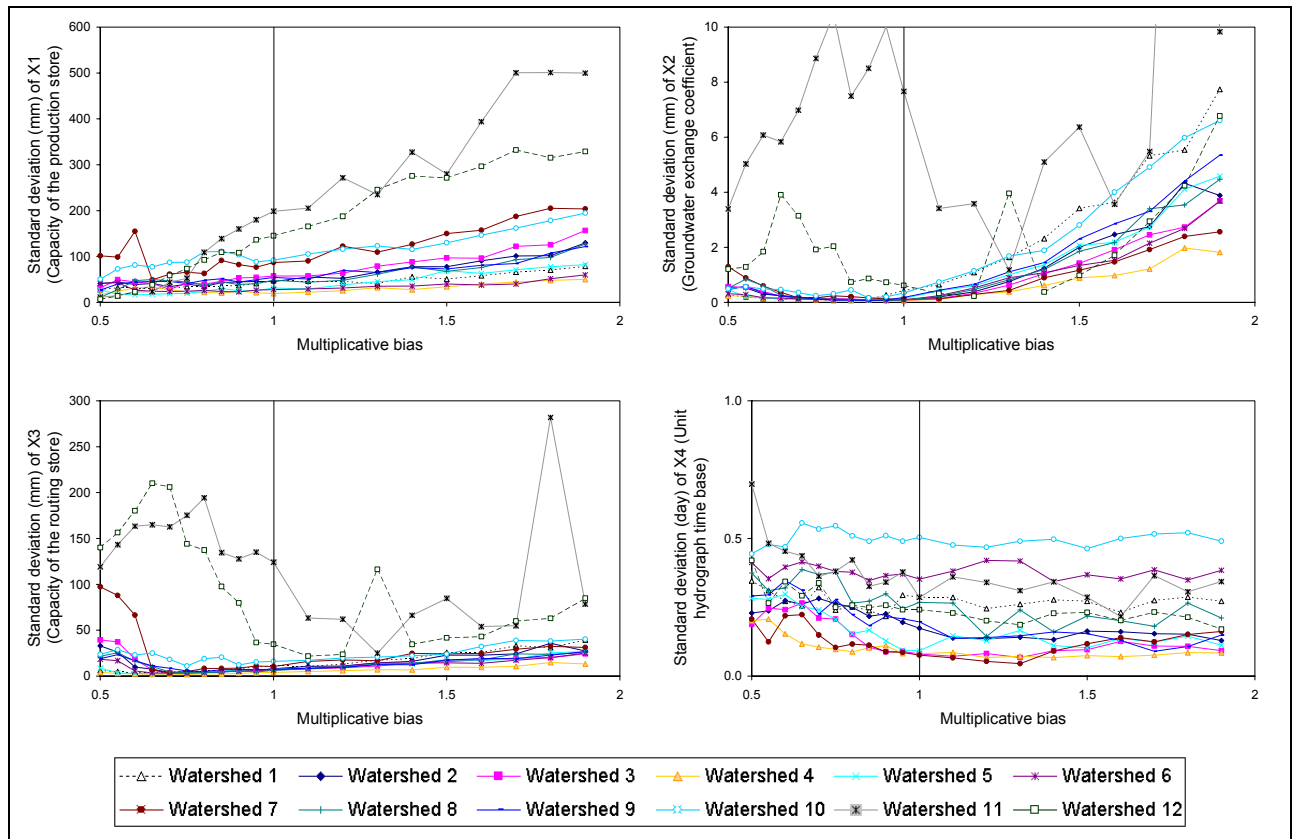 Standard deviation (mm) of X1
(Capacity of the production store)
600
500
400
300
200
100
0
0.5
1
1.5
2
Multiplicative bias
Standard deviation (mm) of X2
(Groundwater exchange coefficient)
10
8
6
4
2
0
0.5
1
1.5
2
Multiplicative bias
Standard deviation (mm) of X3
(Capacity of the routing store)
300
250
200
150
100
50
0
0.5
1
1.5
2
Multiplicative bias
Standard deviation (day) of X4 (Unit
hydrograph time base)
1.0
0.5
0.0
0.5
1
1.5
2
Multiplicative bias
Watershed 1
Watershed 2
Watershed 3
Watershed 4
Watershed 5
Watershed 6
Watershed 7
Watershed 8
Watershed 9
Watershed 10
Watershed 11
Watershed 12